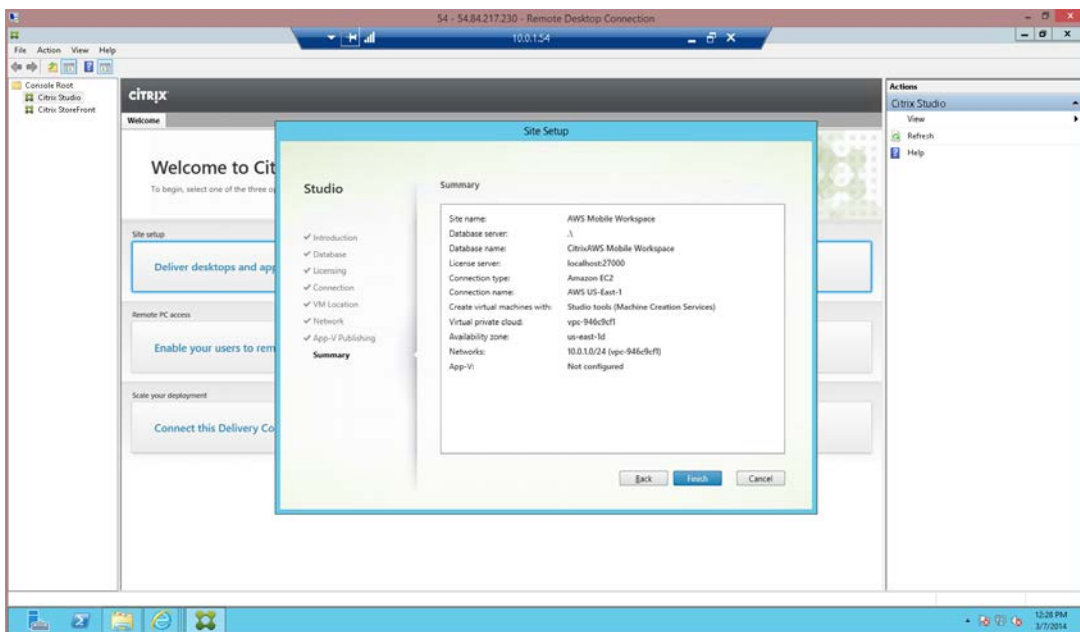 54 - 54.84.217.230 - Remote Desktop Connection
10.0.1.54
File Action View Help
Console Root
Citrix Studio
Citrix StoreFront
CITRIX
Welcome
Welcome to Cit
To begin, select one of the three op
Site setup
Deliver desktops and app
Remote PC access
Enable your users to rem
Scale your deployment
Connect this Delivery Co
Site Setup
Studio
Introduction
Database
Licensing
Connection
VM Location
Network
App-V Publishing
Summary
Summary
Site name: AWS Mobile Workspace
Database server: .\
Database name: CitrixAWS Mobile Workspace
License server: localhost:27000
Connection type: Amazon EC2
Connection name: AWS US-East-1
Create virtual machines with: Studio tools (Machine Creation Services)
Virtual private cloud: vpc-946c9cf1
Availability zone: us-east-1d
Networks: 10.0.1.0/24 (vpc-946c9cf1)
App-V: Not configured
Back Finish Cancel
Actions
Citrix Studio
View
Refresh
Help
12:28 PM
3/7/2014